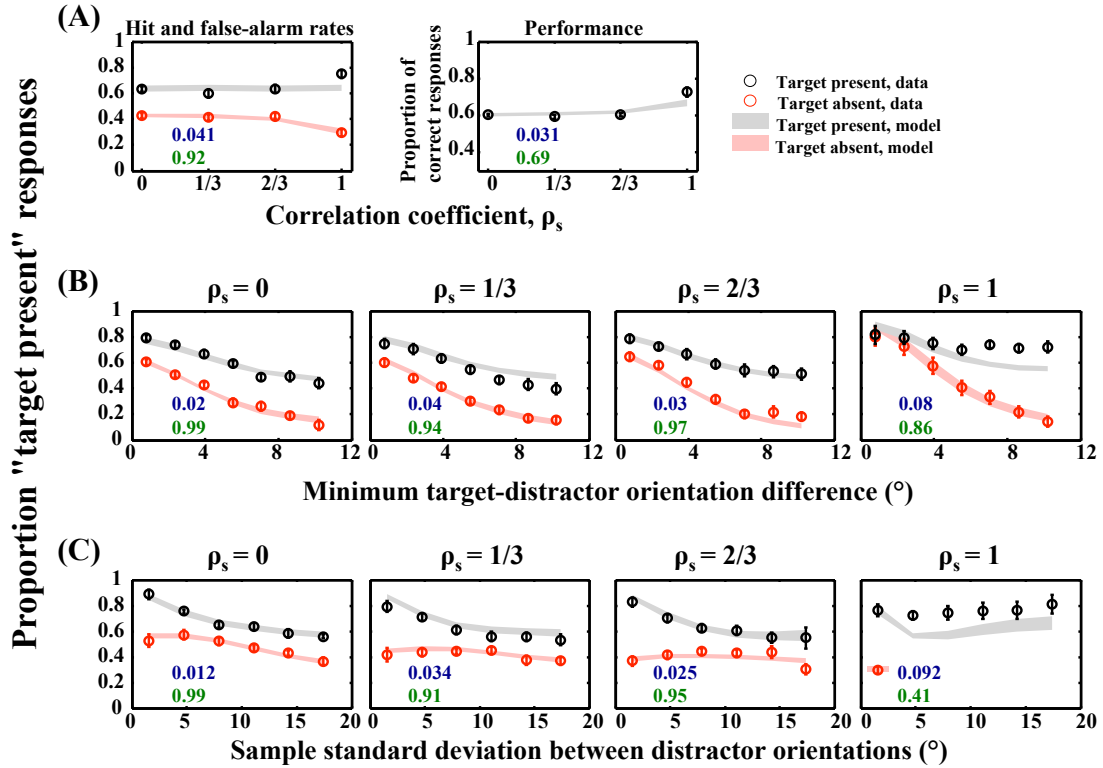 (A)
Hit and false-alarm rates
Performance
1
0.8
0.6
0.4
0.2
0
0 1/3 2/3 1
0.041
0.92
Proportion of
correct responses
1
0.8
0.6
0.4
0 1/3 2/3 1
0.031
0.69
Target present, data
Target absent, data
Target present, model
Target absent, model
Correlation coefficient, ρs
Proportion "target present" responses
(B)
ρs = 0
ρs = 1/3
ρs = 2/3
ρs = 1
1
0.8
0.6
0.4
0.2
0
0.02
0.99
0.04
0.94
0.03
0.97
0.08
0.86
0 4 8 12
0 4 8 12
0 4 8 12
0 4 8 12
Minimum target-distractor orientation difference (°)
(C)
ρs = 0
ρs = 1/3
ρs = 2/3
ρs = 1
1
0.8
0.6
0.4
0.2
0
0.012
0.99
0.034
0.91
0.025
0.95
0.092
0.41
0 5 10 15 20
0 5 10 15 20
0 5 10 15 20
0 5 10 15 20
Sample standard deviation between distractor orientations (°)